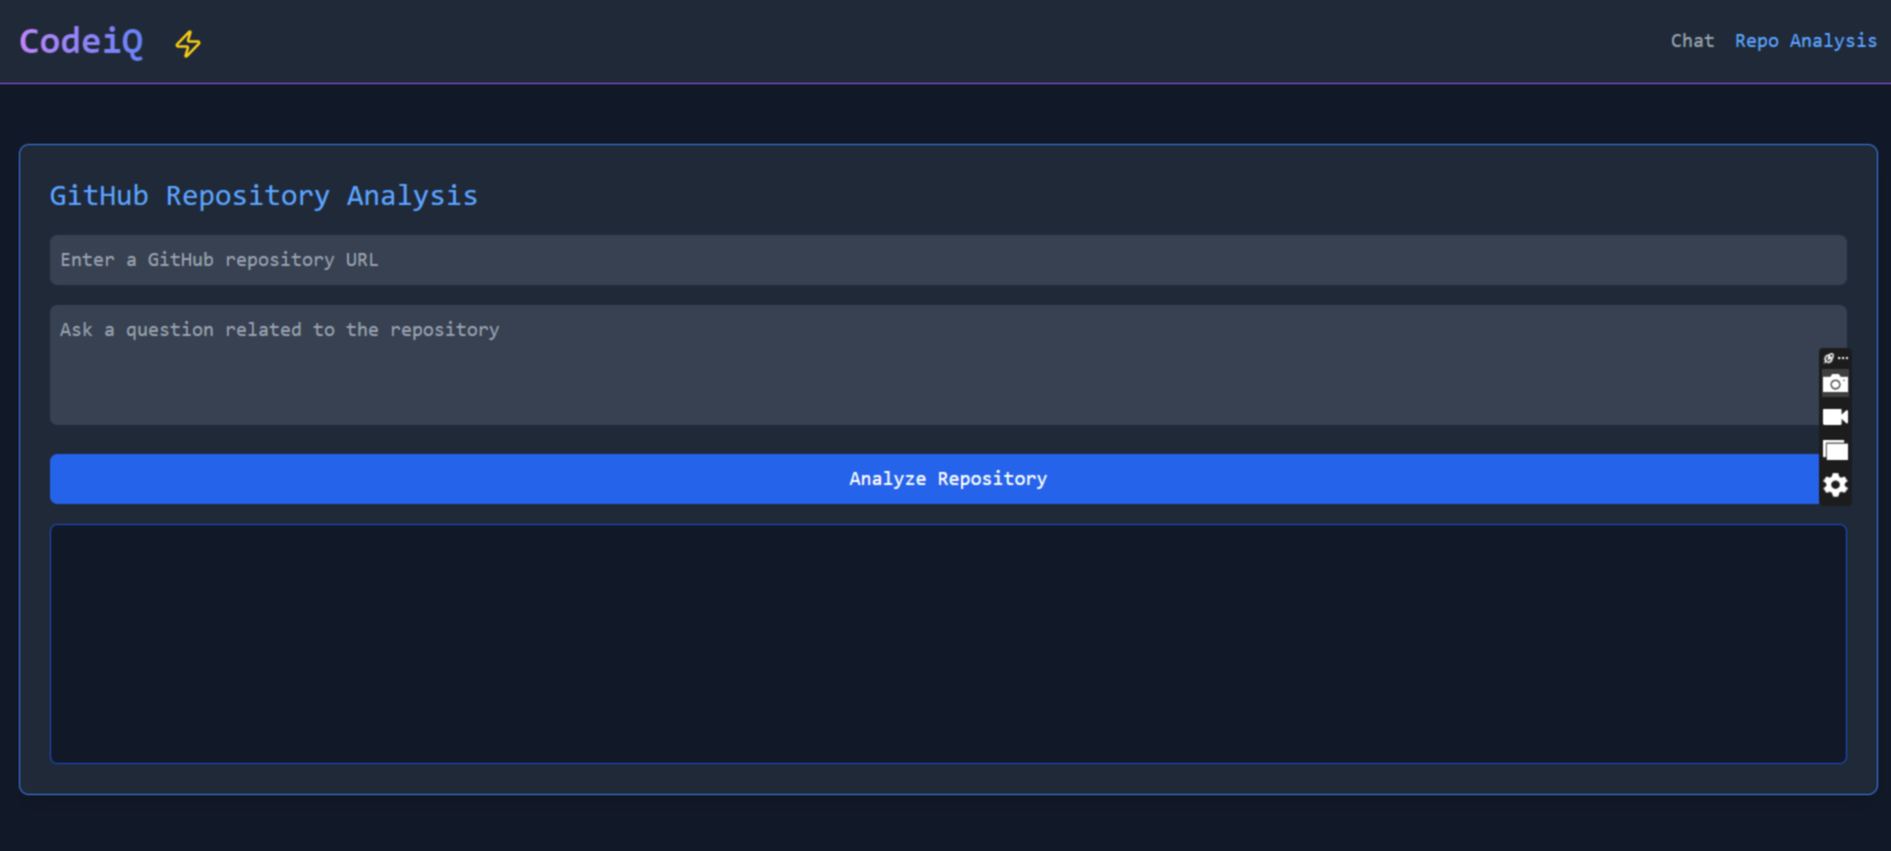 CodeiQ
Chat Repo Analysis
GitHub Repository Analysis
Enter a GitHub repository URL
Ask a question related to the repository
Analyze Repository